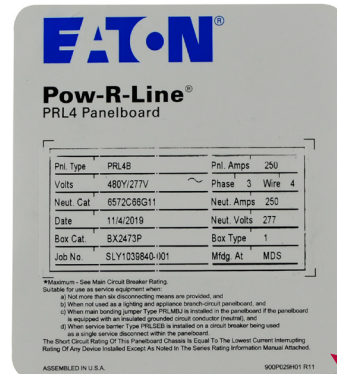 EATON®
Pow-R-Line®
PRL4 Panelboard
Pnl. Type PRL4B Pnl. Amps 250
Volts 480Y/277V ~ Phase 3 Wire 4
Neut. Cat 6572C66G11 Neut. Amps 250
Date 11/4/2019 Neut. Volts 277
Box Cat. BX2473P Box Type 1
Job No. SLY1039840-001 Mfdg. At MDS
*Maximum - See Main Circuit Breaker Rating.
Suitable for use as service equipment when:
a) Not more than six disconnecting means are provided, and
b) When not used as a lighting and appliance branch-circuit panelboard, and
c) When main bonding jumper Type PRLMBJ is installed in the panelboard if the panelboard
is equipped with an insulated grounded circuit conductor (neutral), and
d) When service barrier Type PRLSEB is installed on a circuit breaker being used
as a single service disconnect within the panelboard.
The Short Circuit Rating Of This Panelboard Chassis Is Equal To The Lowest Current Interrupting
Rating Of Any Device Installed Except As Noted In The Series Rating Information Manual Attached.
ASSEMBLED IN U.S.A. 900P029H01 R11